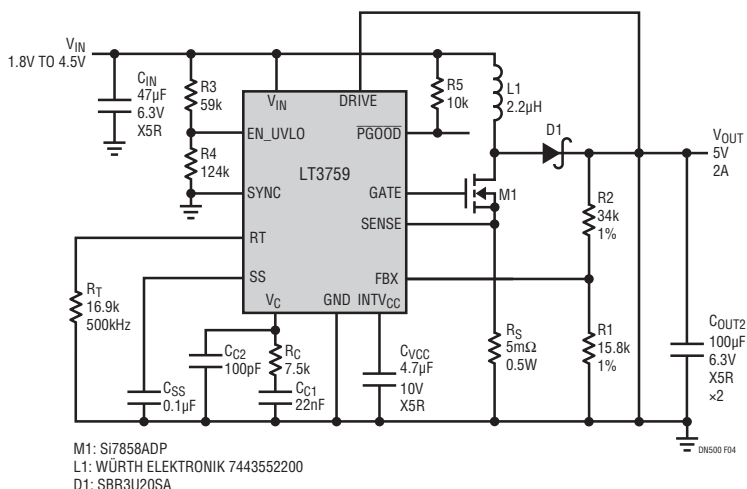 VIN
1.8V TO 4.5V
CIN
47µF
6.3V
X5R
R3
59k
R4
124k
VIN
DRIVE
EN_UVLO
PGOOD
LT3759
SYNC
GATE
SENSE
RT
SS
FBX
VC
GND
INTVCC
R5
10k
L1
2.2µH
D1
VOUT
5V
2A
M1
R2
34k
1%
RT
16.9k
500kHz
RS
5mΩ
0.5W
R1
15.8k
1%
COUT2
100µF
6.3V
X5R
×2
CC2
100pF
RC
7.5k
CVCC
4.7µF
10V
X5R
CSS
0.1µF
CC1
22nF
DN500 F04
M1: Si7858ADP
L1: WÜRTH ELEKTRONIK 7443552200
D1: SBR3U20SA